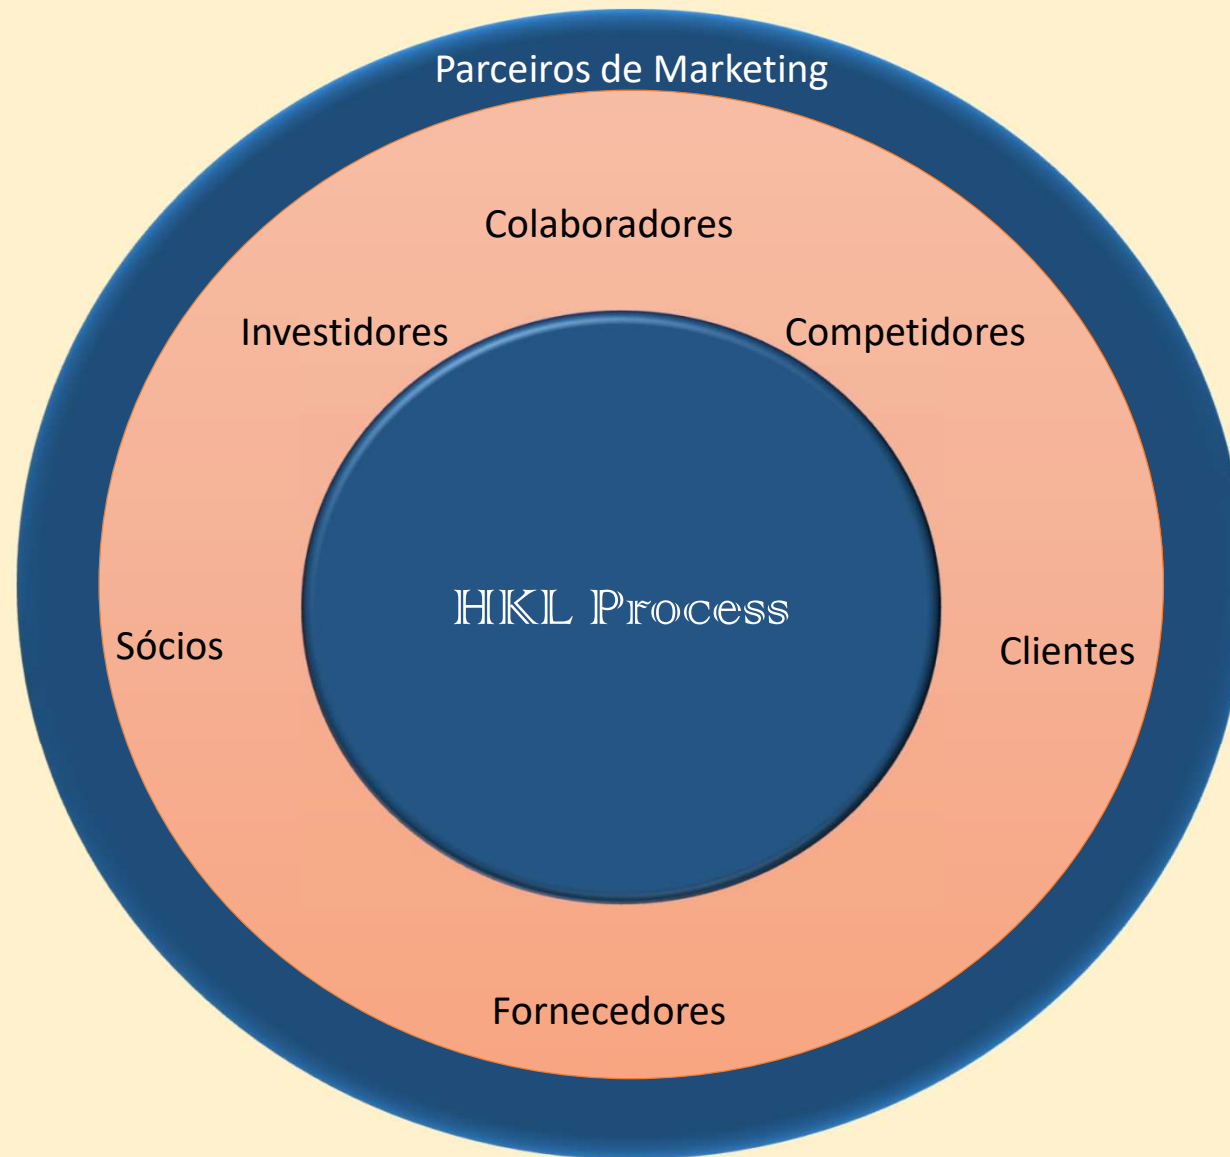 Parceiros de Marketing
Colaboradores
Investidores
Competidores
HKL Process
Sócios
Clientes
Fornecedores